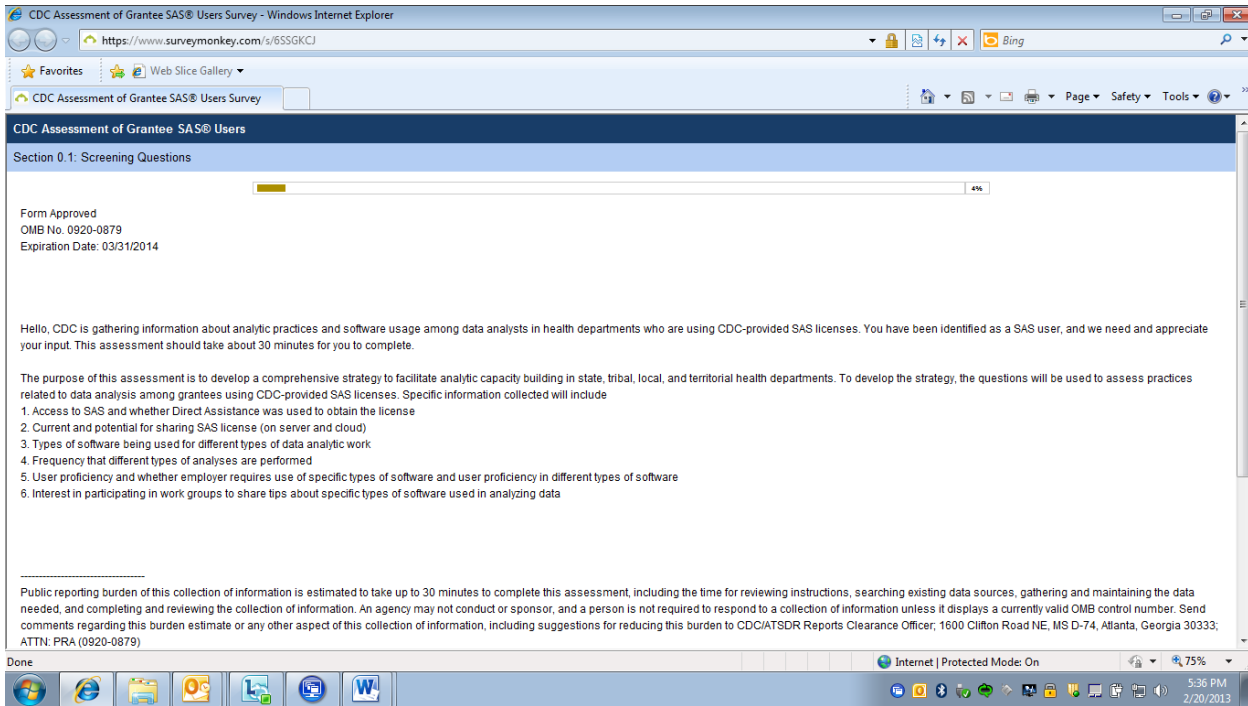 CDC Assessment of Grantee SAS® Users Survey - Windows Internet Explorer
https://www.surveymonkey.com/s/6SSGKCJ
Bing
Favorites
Web Slice Gallery
CDC Assessment of Grantee SAS® Users Survey
Page Safety Tools
CDC Assessment of Grantee SAS® Users
Section 0.1: Screening Questions
4%
Form Approved
OMB No. 0920-0879
Expiration Date: 03/31/2014
Hello, CDC is gathering information about analytic practices and software usage among data analysts in health departments who are using CDC-provided SAS licenses. You have been identified as a SAS user, and we need and appreciate
your input. This assessment should take about 30 minutes for you to complete.
The purpose of this assessment is to develop a comprehensive strategy to facilitate analytic capacity building in state, tribal, local, and territorial health departments. To develop the strategy, the questions will be used to assess practices
related to data analysis among grantees using CDC-provided SAS licenses. Specific information collected will include
1. Access to SAS and whether Direct Assistance was used to obtain the license
2. Current and potential for sharing SAS license (on server and cloud)
3. Types of software being used for different types of data analytic work
4. Frequency that different types of analyses are performed
5. User proficiency and whether employer requires use of specific types of software and user proficiency in different types of software
6. Interest in participating in work groups to share tips about specific types of software used in analyzing data
----------------------------------
Public reporting burden of this collection of information is estimated to take up to 30 minutes to complete this assessment, including the time for reviewing instructions, searching existing data sources, gathering and maintaining the data
needed, and completing and reviewing the collection of information. An agency may not conduct or sponsor, and a person is not required to respond to a collection of information unless it displays a currently valid OMB control number. Send
comments regarding this burden estimate or any other aspect of this collection of information, including suggestions for reducing this burden to CDC/ATSDR Reports Clearance Officer; 1600 Clifton Road NE, MS D-74, Atlanta, Georgia 30333;
ATTN: PRA (0920-0879)
Done
Internet | Protected Mode: On
75%
5:36 PM
2/20/2013